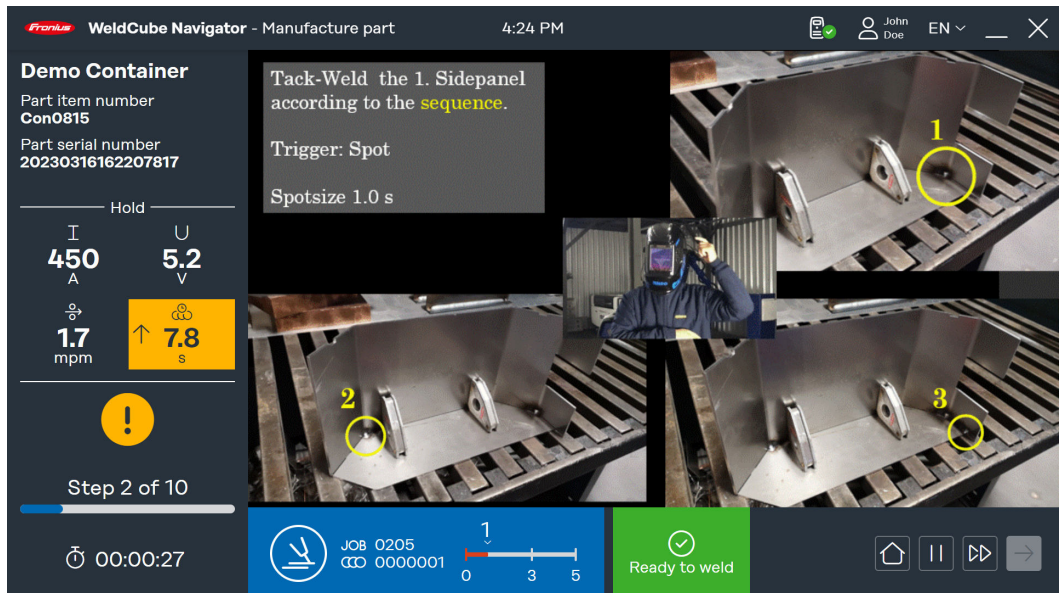 Fronius WeldCube Navigator - Manufacture part
4:24 PM
John
Doe
EN
Demo Container
Part item number
Con0815
Part serial number
20230316162207817
Hold
I
U
450
5.2
A
V
1.7
7.8
mpm
s
!
Step 2 of 10
00:00:27
Tack-Weld the 1. Sidepanel
according to the sequence.
Trigger: Spot
Spotsize 1.0 s
1
2
3
JOB 0205
0000001
1
0 3 5
Ready to weld